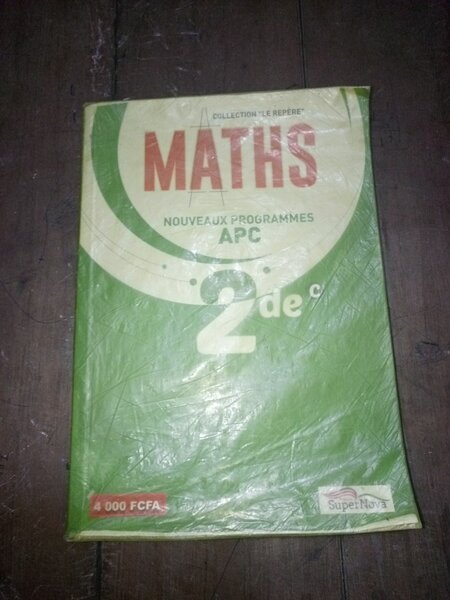 COLLECTION "LE REPÈRE"
MATHS
NOUVEAUX PROGRAMMES
APC
2de C
4 000 FCFA
SuperNova